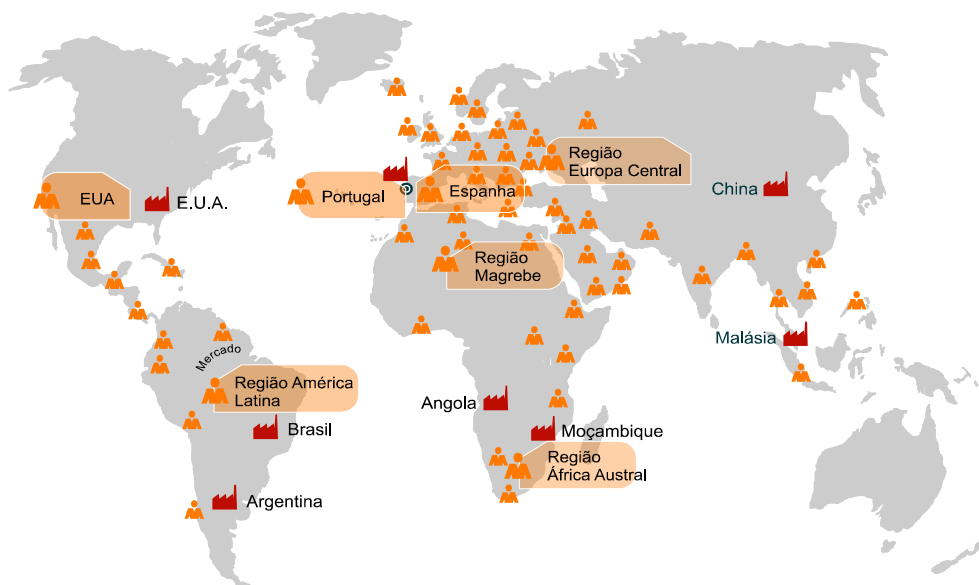 Região
Europa Central
China
EUA
E.U.A.
Portugal
Espanha
Região
Magrebe
Malásia
Mercado
Região América
Latina
Angola
Brasil
Moçambique
Região
África Austral
Argentina